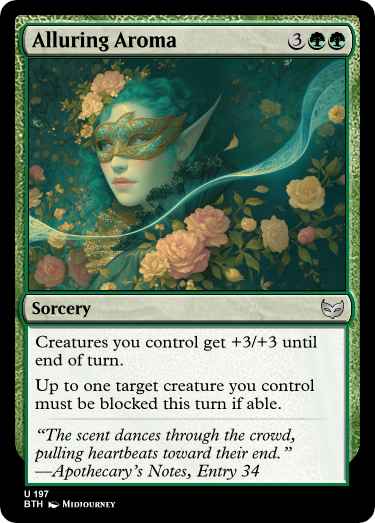 Alluring Aroma 3
Sorcery
Creatures you control get +3/+3 until
end of turn.
Up to one target creature you control
must be blocked this turn if able.
“The scent dances through the crowd,
pulling heartbeats toward their end.”
—Apothecary’s Notes, Entry 34
U 197
BTH Midjourney